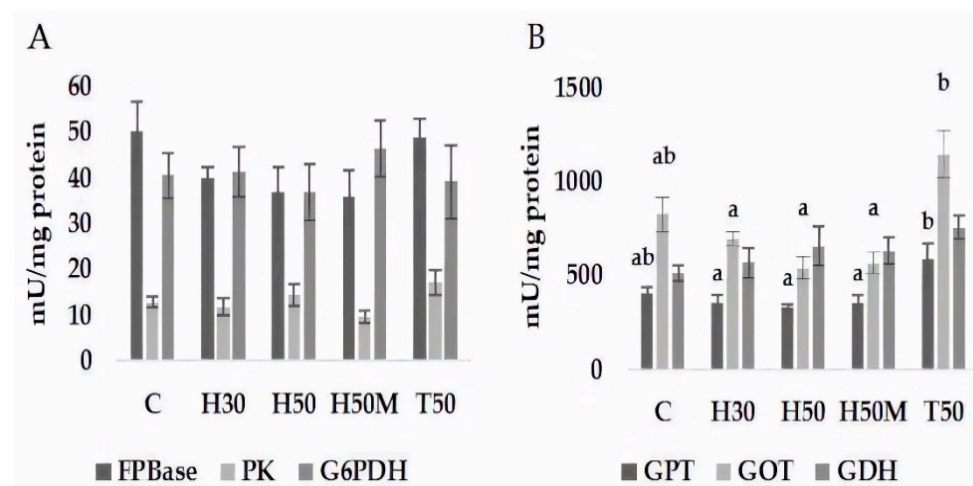 A
mU/mg protein
60
50
40
30
20
10
0
C H30 H50 H50M T50
FPBase PK G6PDH
B
mU/mg protein
1500
1000
500
0
ab ab
a a
a a
a a
b b
C H30 H50 H50M T50
GPT GOT GDH